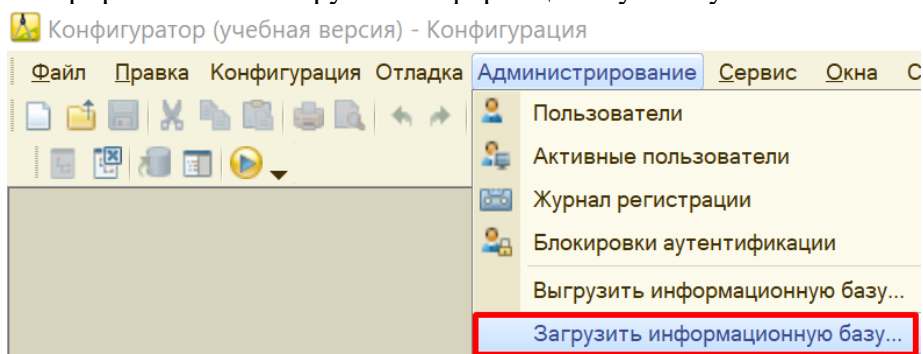 Конфигуратор (учебная версия) - Конфигурация
Файл Правка Конфигурация Отладка Администрирование Сервис Окна С
Пользователи
Активные пользователи
Журнал регистрации
Блокировки аутентификации
Выгрузить информационную базу...
Загрузить информационную базу...